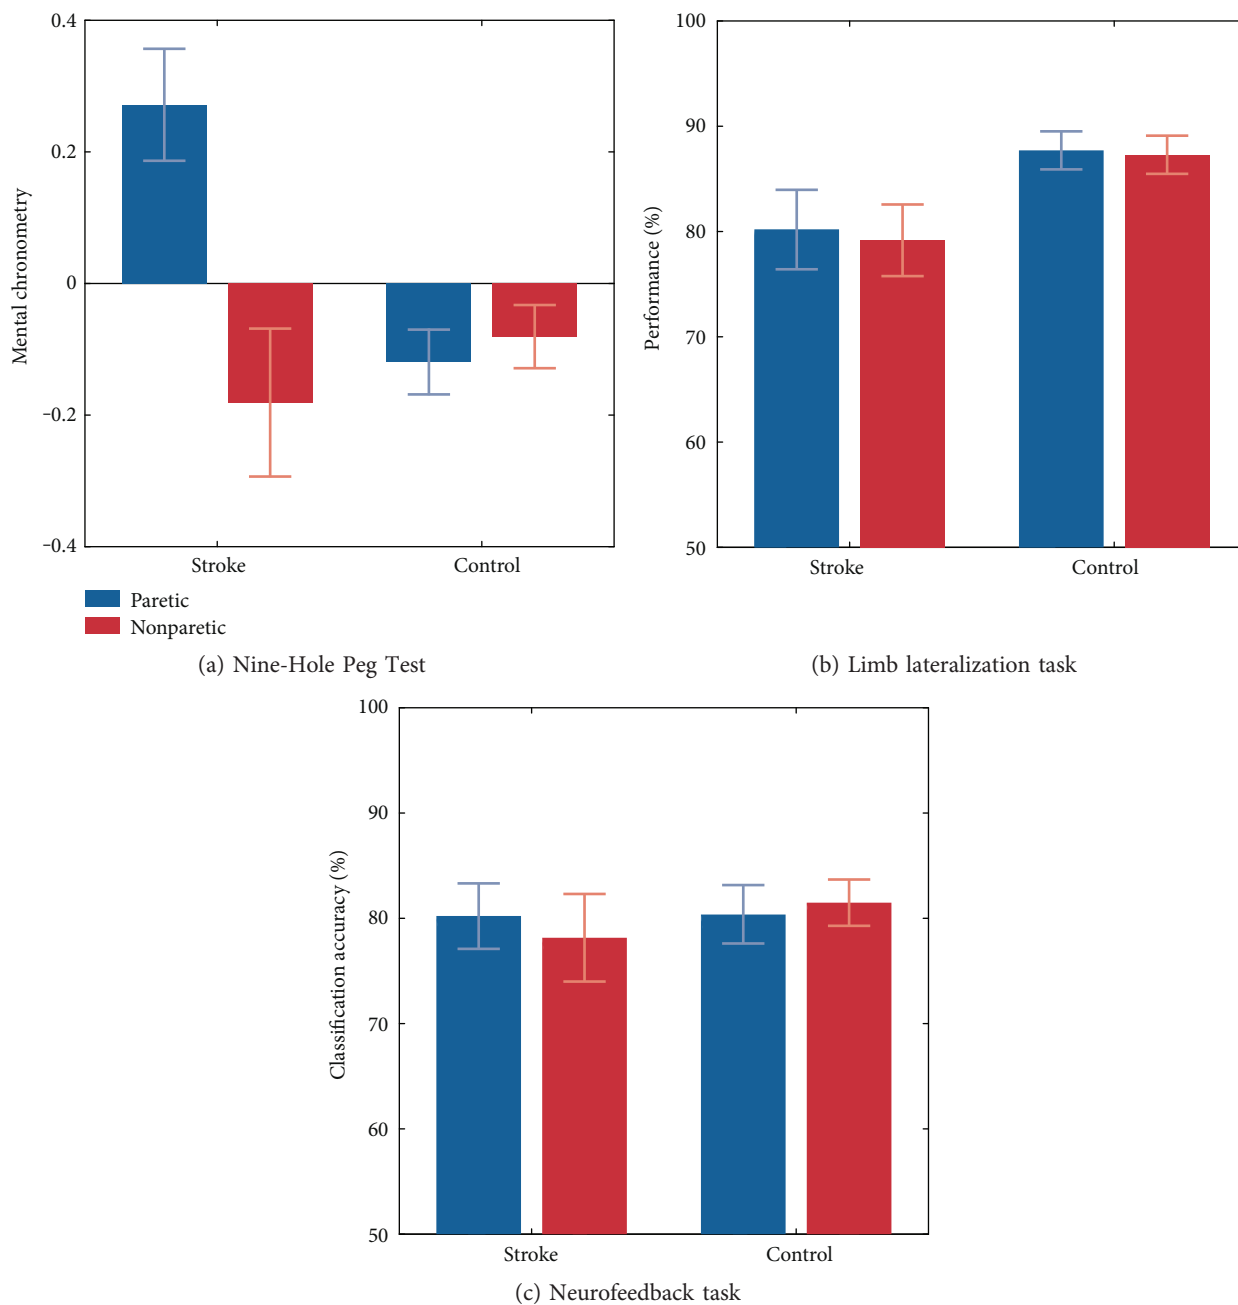 0.4
0.2
0
−0.2
−0.4
Mental chronometry
Stroke Control
Paretic
Nonparetic
(a) Nine-Hole Peg Test
100
90
80
70
60
50
Performance (%)
Stroke Control
(b) Limb lateralization task
100
90
80
70
60
50
Classification accuracy (%)
Stroke Control
(c) Neurofeedback task